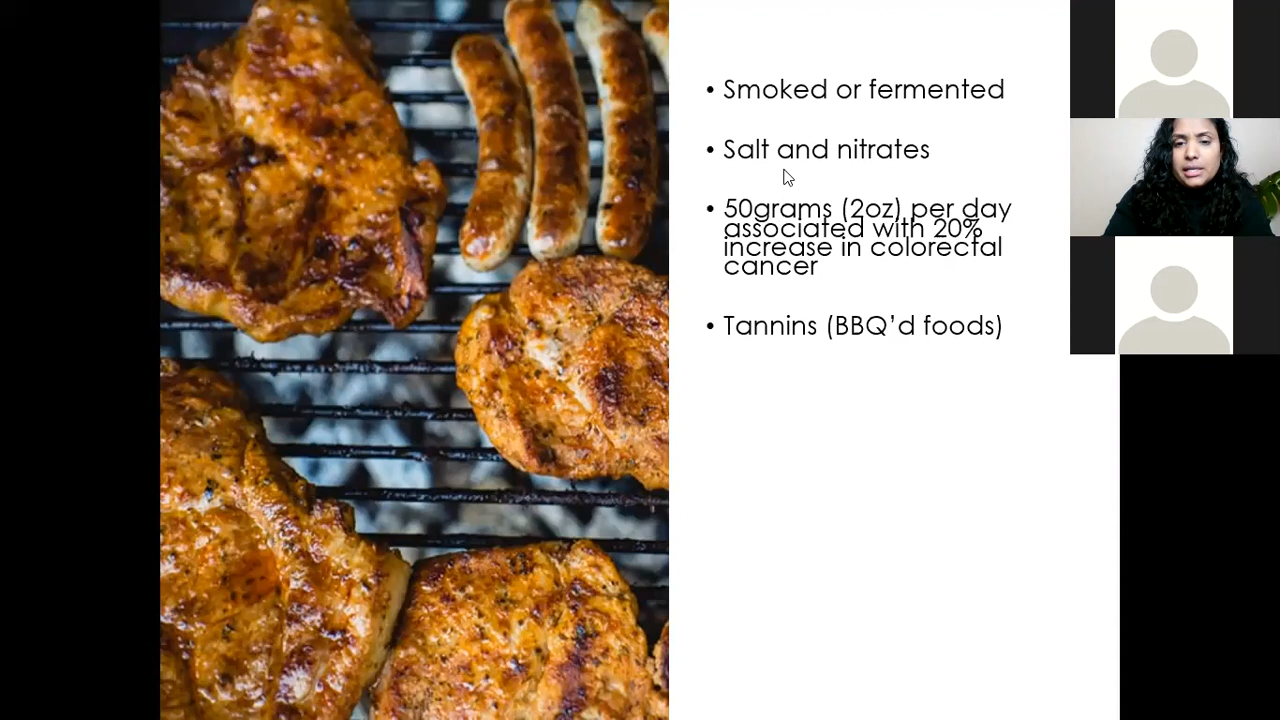 • Smoked or fermented
• Salt and nitrates
• 50grams (2oz) per day
associated with 20%
increase in colorectal
cancer
• Tannins (BBQ’d foods)